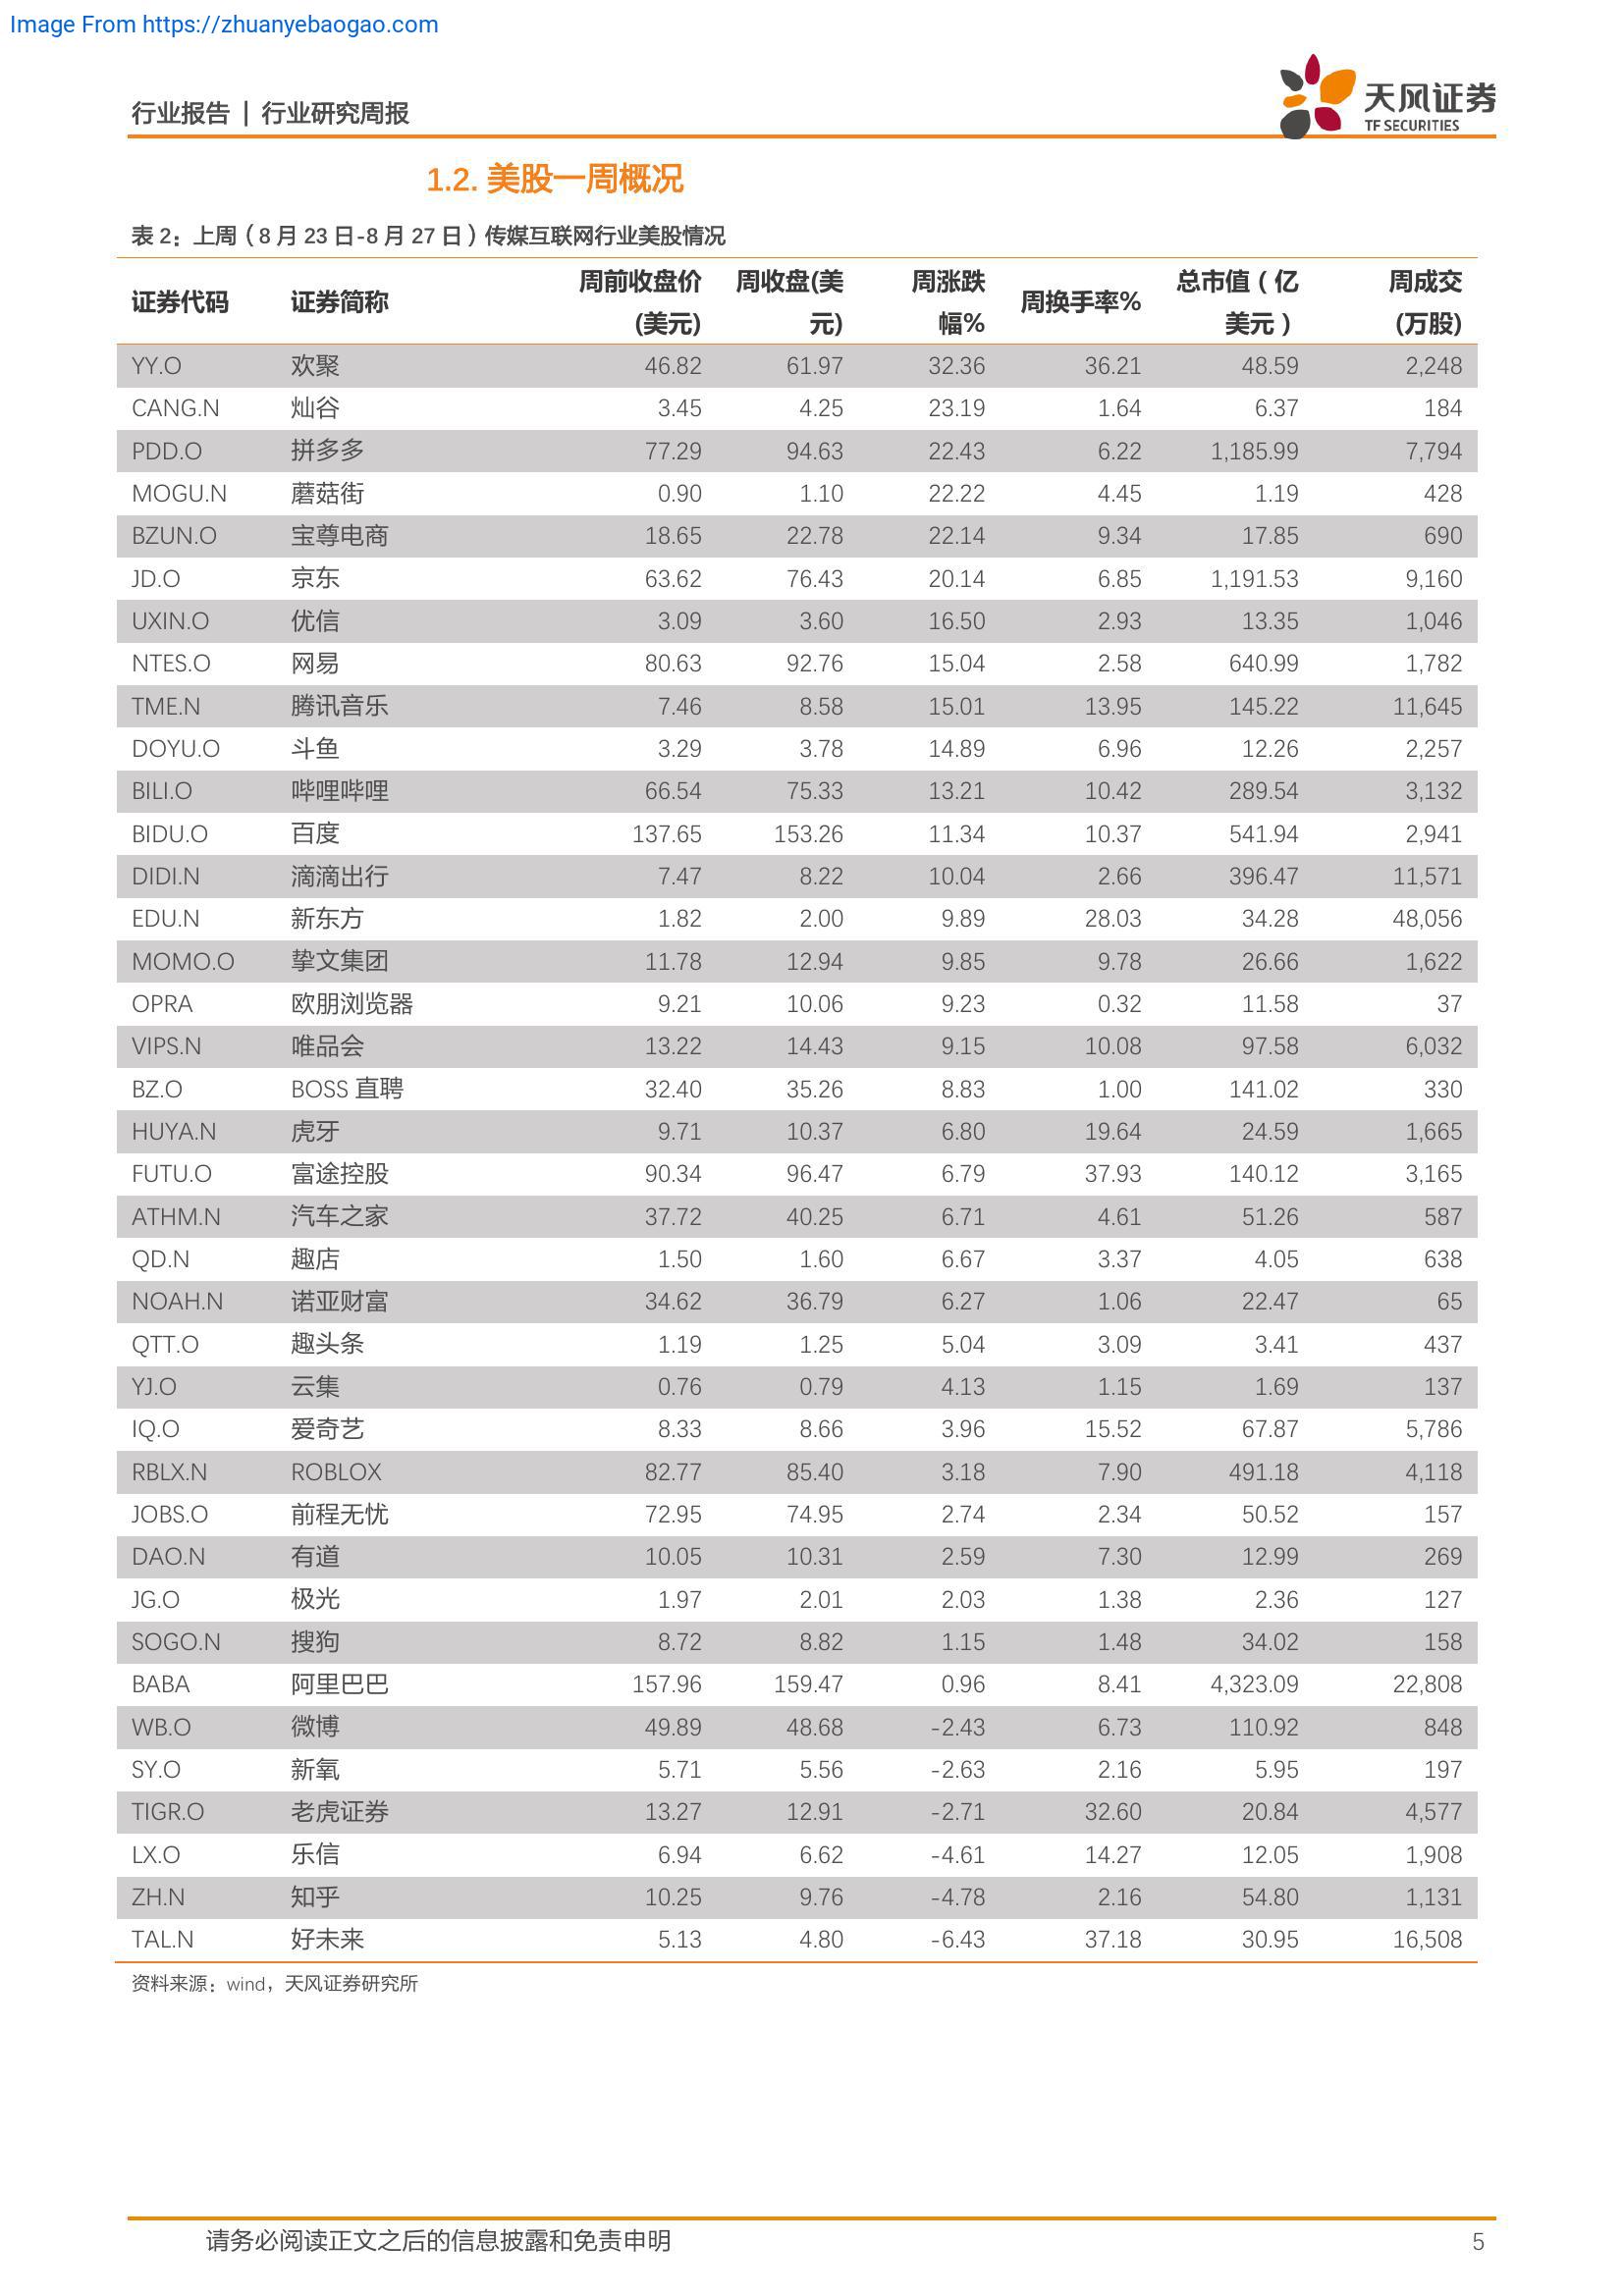 Image From https://zhuanyebaogao.com
行业报告 | 行业研究周报
天风证券
TF SECURITIES
1.2. 美股一周概况
表 2：上周（8 月 23 日-8 月 27 日）传媒互联网行业美股情况
证券代码 证券简称 周前收盘价(美元) 周收盘(美元) 周涨跌幅% 周换手率% 总市值（亿美元） 周成交(万股)
YY.O 欢聚 46.82 61.97 32.36 36.21 48.59 2,248
CANG.N 灿谷 3.45 4.25 23.19 1.64 6.37 184
PDD.O 拼多多 77.29 94.63 22.43 6.22 1,185.99 7,794
MOGU.N 蘑菇街 0.90 1.10 22.22 4.45 1.19 428
BZUN.O 宝尊电商 18.65 22.78 22.14 9.34 17.85 690
JD.O 京东 63.62 76.43 20.14 6.85 1,191.53 9,160
UXIN.O 优信 3.09 3.60 16.50 2.93 13.35 1,046
NTES.O 网易 80.63 92.76 15.04 2.58 640.99 1,782
TME.N 腾讯音乐 7.46 8.58 15.01 13.95 145.22 11,645
DOYU.O 斗鱼 3.29 3.78 14.89 6.96 12.26 2,257
BILI.O 哔哩哔哩 66.54 75.33 13.21 10.42 289.54 3,132
BIDU.O 百度 137.65 153.26 11.34 10.37 541.94 2,941
DIDI.N 滴滴出行 7.47 8.22 10.04 2.66 396.47 11,571
EDU.N 新东方 1.82 2.00 9.89 28.03 34.28 48,056
MOMO.O 挚文集团 11.78 12.94 9.85 9.78 26.66 1,622
OPRA 欧朋浏览器 9.21 10.06 9.23 0.32 11.58 37
VIPS.N 唯品会 13.22 14.43 9.15 10.08 97.58 6,032
BZ.O BOSS 直聘 32.40 35.26 8.83 1.00 141.02 330
HUYA.N 虎牙 9.71 10.37 6.80 19.64 24.59 1,665
FUTU.O 富途控股 90.34 96.47 6.79 37.93 140.12 3,165
ATHM.N 汽车之家 37.72 40.25 6.71 4.61 51.26 587
QD.N 趣店 1.50 1.60 6.67 3.37 4.05 638
NOAH.N 诺亚财富 34.62 36.79 6.27 1.06 22.47 65
QTT.O 趣头条 1.19 1.25 5.04 3.09 3.41 437
YJ.O 云集 0.76 0.79 4.13 1.15 1.69 137
IQ.O 爱奇艺 8.33 8.66 3.96 15.52 67.87 5,786
RBLX.N ROBLOX 82.77 85.40 3.18 7.90 491.18 4,118
JOBS.O 前程无忧 72.95 74.95 2.74 2.34 50.52 157
DAO.N 有道 10.05 10.31 2.59 7.30 12.99 269
JG.O 极光 1.97 2.01 2.03 1.38 2.36 127
SOGO.N 搜狗 8.72 8.82 1.15 1.48 34.02 158
BABA 阿里巴巴 157.96 159.47 0.96 8.41 4,323.09 22,808
WB.O 微博 49.89 48.68 -2.43 6.73 110.92 848
SY.O 新氧 5.71 5.56 -2.63 2.16 5.95 197
TIGR.O 老虎证券 13.27 12.91 -2.71 32.60 20.84 4,577
LX.O 乐信 6.94 6.62 -4.61 14.27 12.05 1,908
ZH.N 知乎 10.25 9.76 -4.78 2.16 54.80 1,131
TAL.N 好未来 5.13 4.80 -6.43 37.18 30.95 16,508
资料来源：wind，天风证券研究所
请务必阅读正文之后的信息披露和免责申明 5